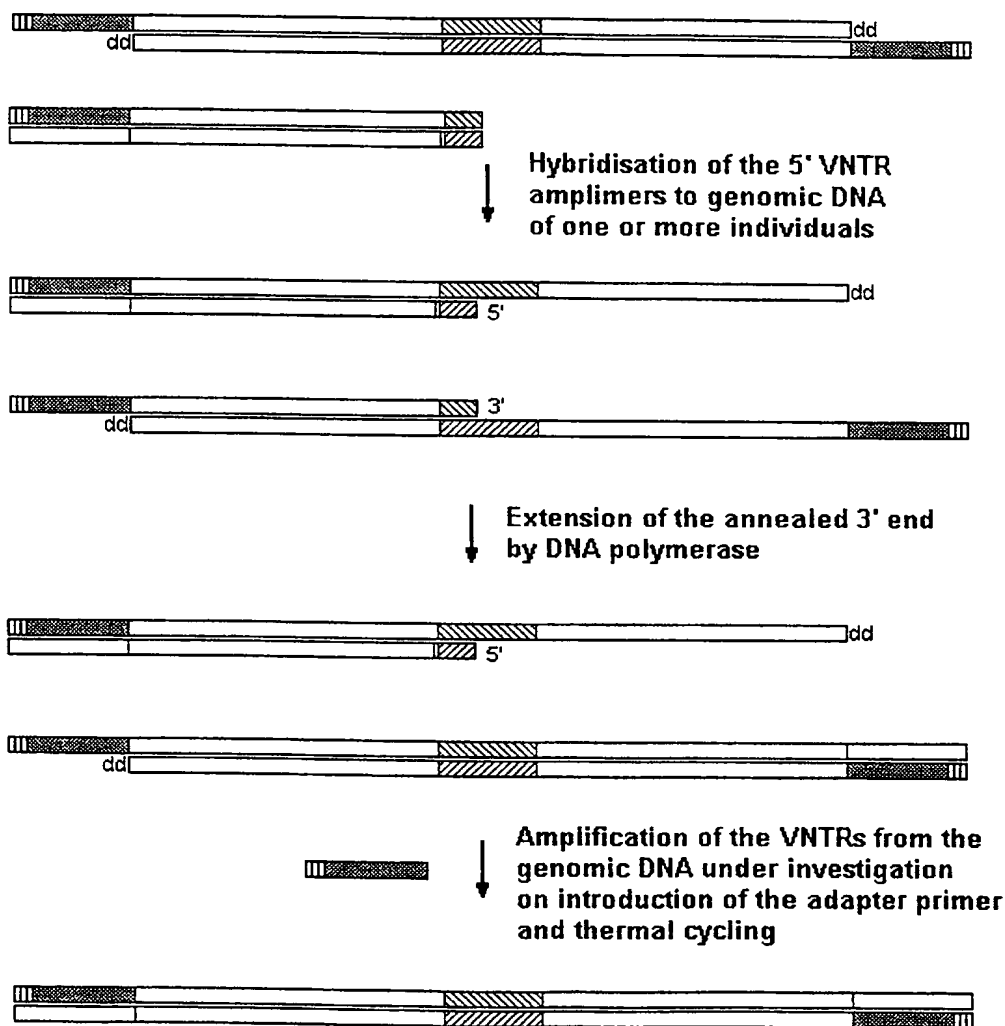 dd
dd
Hybridisation of the 5' VNTR
amplimers to genomic DNA
of one or more individuals
dd
5'
3'
dd
Extension of the annealed 3' end
by DNA polymerase
dd
5'
dd
Amplification of the VNTRs from the
genomic DNA under investigation
on introduction of the adapter primer
and thermal cycling